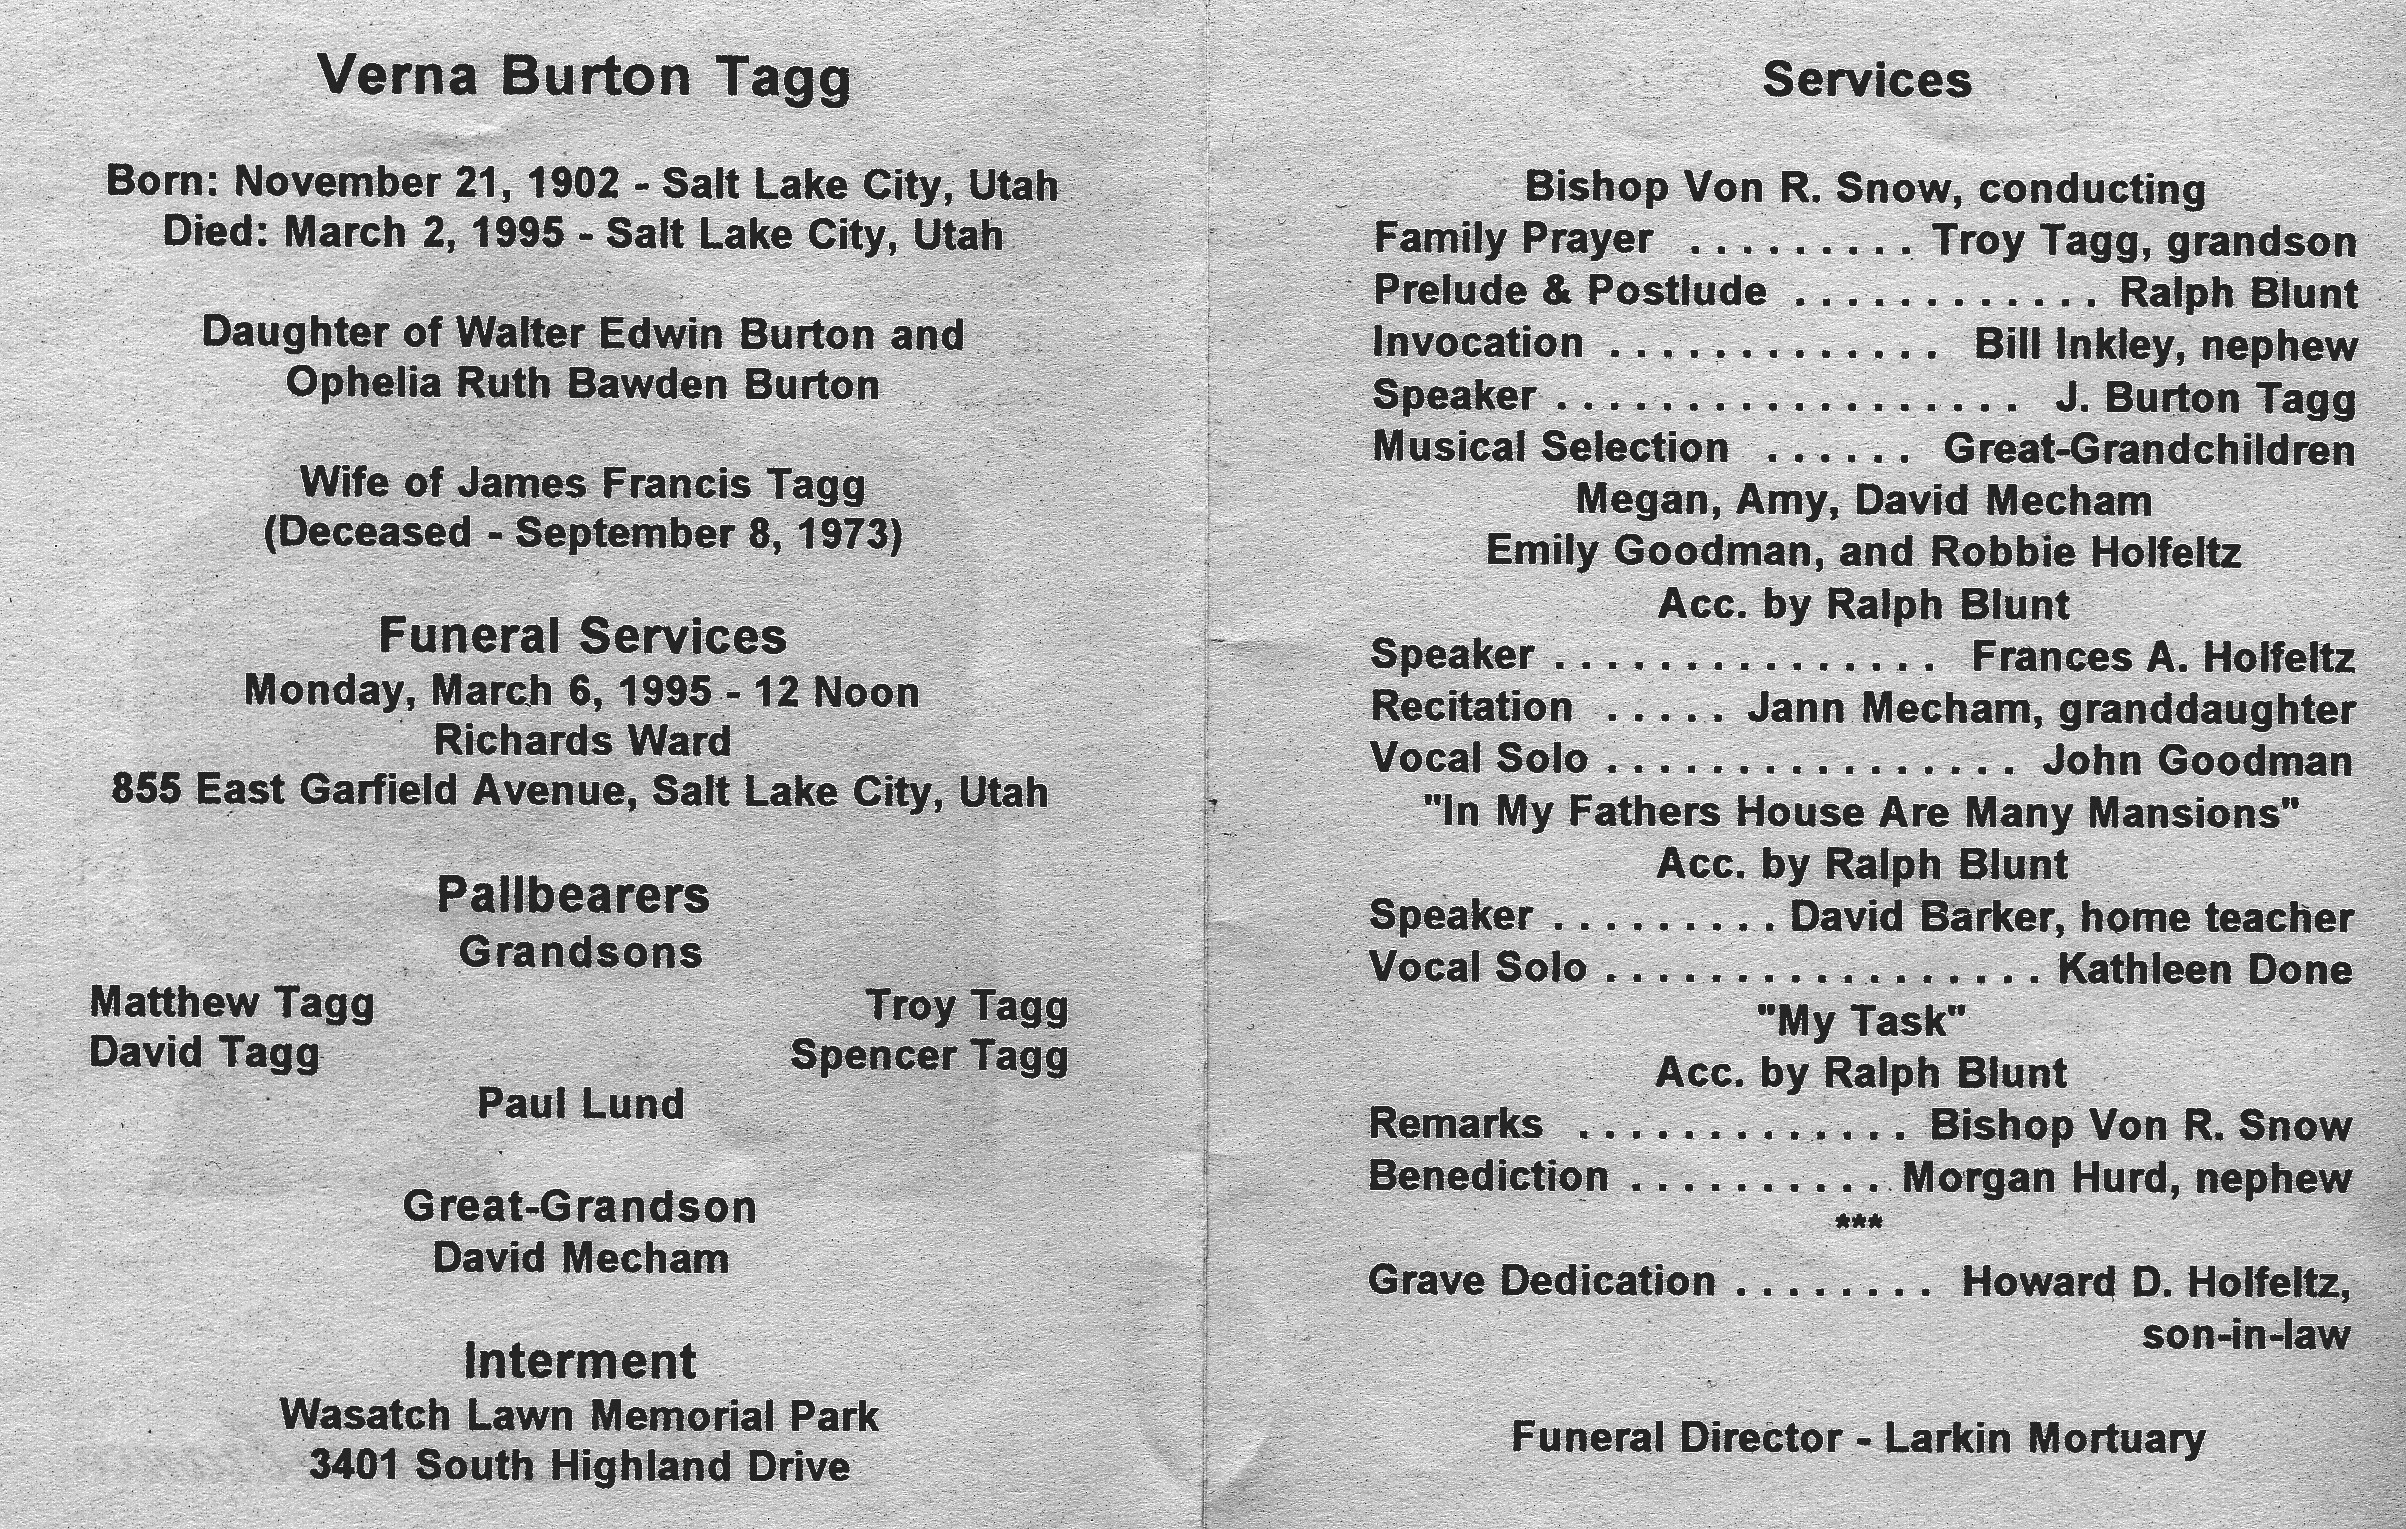 Verna Burton Tagg
Born: November 21, 1902 - Salt Lake City, Utah
Died: March 2, 1995 - Salt Lake City, Utah
Daughter of Walter Edwin Burton and
Ophelia Ruth Bawden Burton
Wife of James Francis Tagg
(Deceased - September 8, 1973)
Funeral Services
Monday, March 6, 1995 - 12 Noon
Richards Ward
855 East Garfield Avenue, Salt Lake City, Utah
Pallbearers
Grandsons
Matthew Tagg Troy Tagg
David Tagg Spencer Tagg
Paul Lund
Great-Grandson
David Mecham
Interment
Wasatch Lawn Memorial Park
3401 South Highland Drive
Services
Bishop Von R. Snow, conducting
Family Prayer . . . . . . . . . Troy Tagg, grandson
Prelude & Postlude . . . . . . . . . . . . Ralph Blunt
Invocation . . . . . . . . . . . . . Bill Inkley, nephew
Speaker . . . . . . . . . . . . . . . . . . J. Burton Tagg
Musical Selection . . . . . . Great-Grandchildren
Megan, Amy, David Mecham
Emily Goodman, and Robbie Holfeltz
Acc. by Ralph Blunt
Speaker . . . . . . . . . . . . . . . Frances A. Holfeltz
Recitation . . . . . Jann Mecham, granddaughter
Vocal Solo . . . . . . . . . . . . . . . . John Goodman
"In My Fathers House Are Many Mansions"
Acc. by Ralph Blunt
Speaker . . . . . . . . . David Barker, home teacher
Vocal Solo . . . . . . . . . . . . . . . . . Kathleen Done
"My Task"
Acc. by Ralph Blunt
Remarks . . . . . . . . . . . . . Bishop Von R. Snow
Benediction . . . . . . . . . . Morgan Hurd, nephew
***
Grave Dedication . . . . . . . . Howard D. Holfeltz,
son-in-law
Funeral Director - Larkin Mortuary